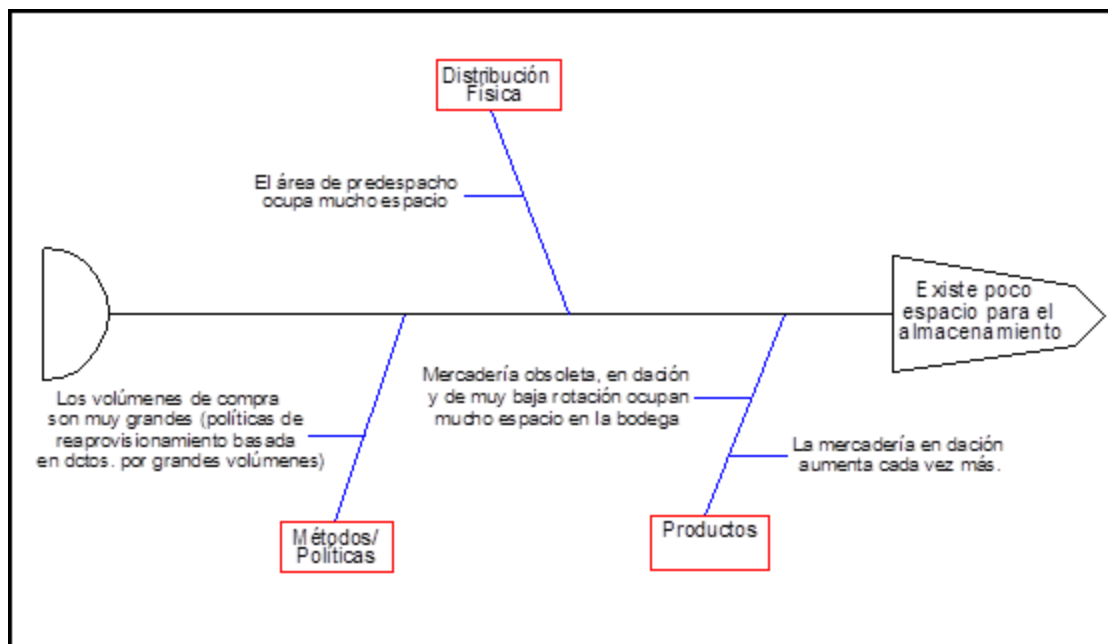 Distribución
Física
El área de predespacho
ocupa mucho espacio
Existe poco
espacio para el
almacenamiento
Los volúmenes de compra
son muy grandes (políticas de
reaprovisionamiento basada
en dctos. por grandes volúmenes)
Mercadería obsoleta, en dación
y de muy baja rotación ocupan
mucho espacio en la bodega
La mercadería en dación
aumenta cada vez más.
Métodos/
Políticas
Productos